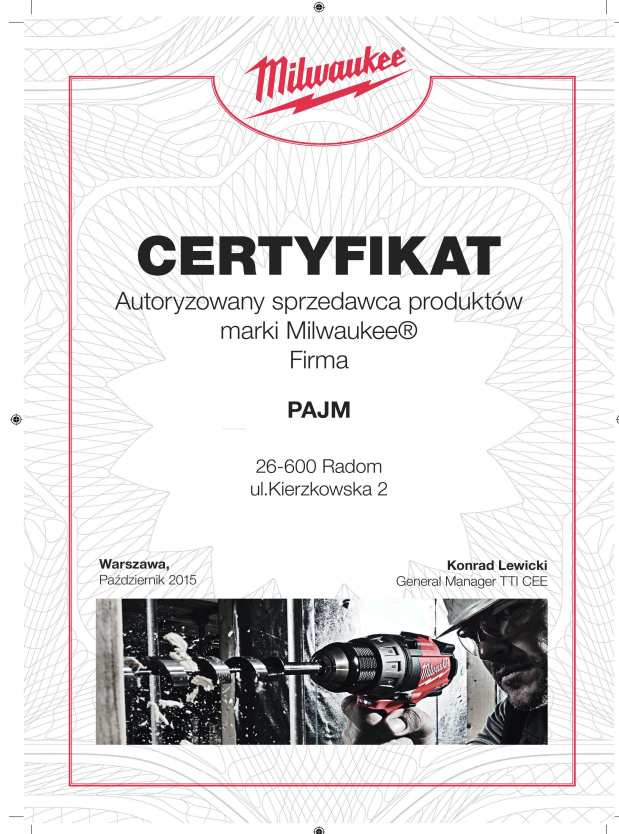 Milwaukee®
CERTYFIKAT
Autoryzowany sprzedawca produktów
marki Milwaukee®
Firma
PAJM
26-600 Radom
ul.Kierzkowska 2
Warszawa,
Październik 2015
Konrad Lewicki
General Manager TTI CEE
Milwaukee